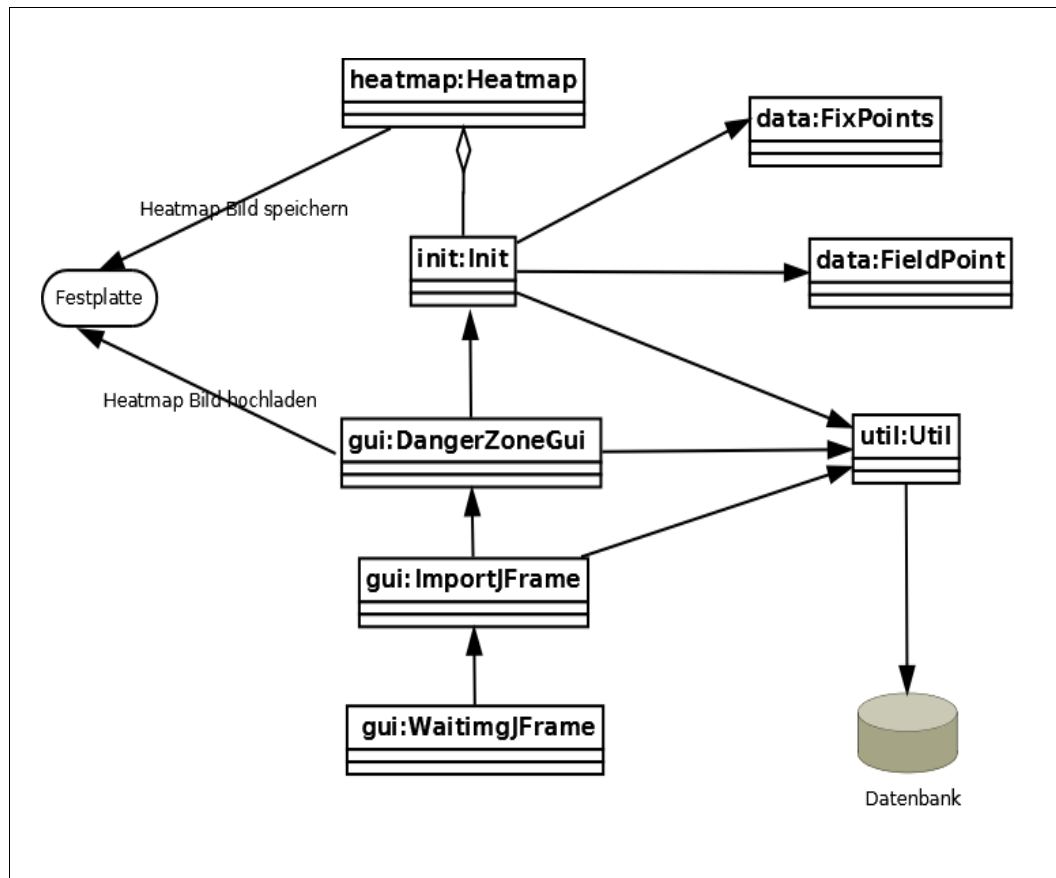 heatmap:Heatmap
data:FixPoints
Heatmap Bild speichern
init:Init
data:FieldPoint
Festplatte
Heatmap Bild hochladen
gui:DangerZoneGui
util:Util
gui:ImportJFrame
gui:WaitimgJFrame
Datenbank